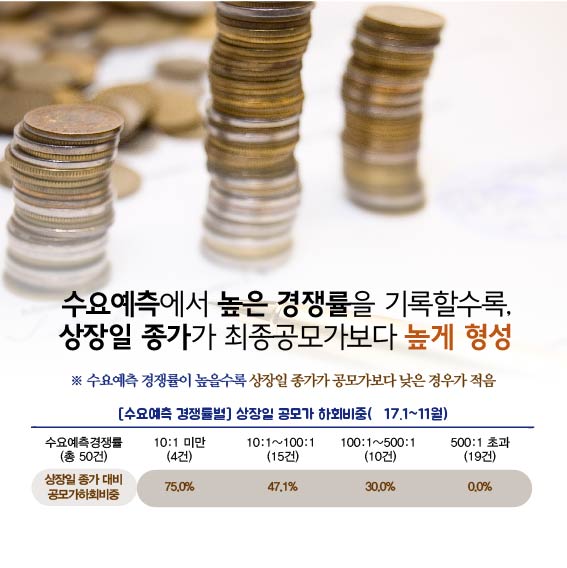 수요예측에서 높은 경쟁률을 기록할수록,
상장일 종가가 최종공모가보다 높게 형성
※ 수요예측 경쟁률이 높을수록 상장일 종가가 공모가보다 낮은 경우가 적음
[수요예측 경쟁률별] 상장일 공모가 하회비중( 17.1~11월)
수요예측경쟁률 10:1 미만 10:1~100:1 100:1~500:1 500:1 초과
(총 50건) (4건) (15건) (10건) (19건)
상장일 종가 대비
공모가하회비중 75.0% 47.1% 30.0% 0.0%